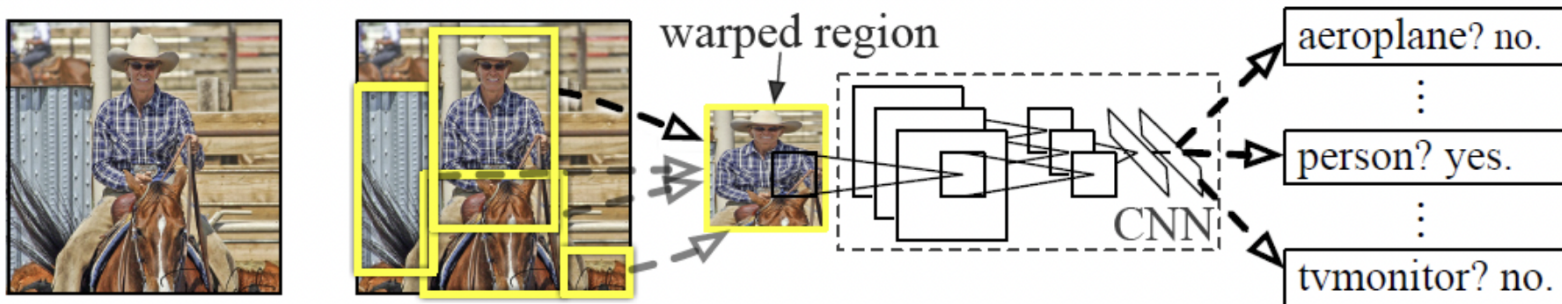 warped region
aeroplane? no.
⋮
person? yes.
CNN
⋮
tvmonitor? no.